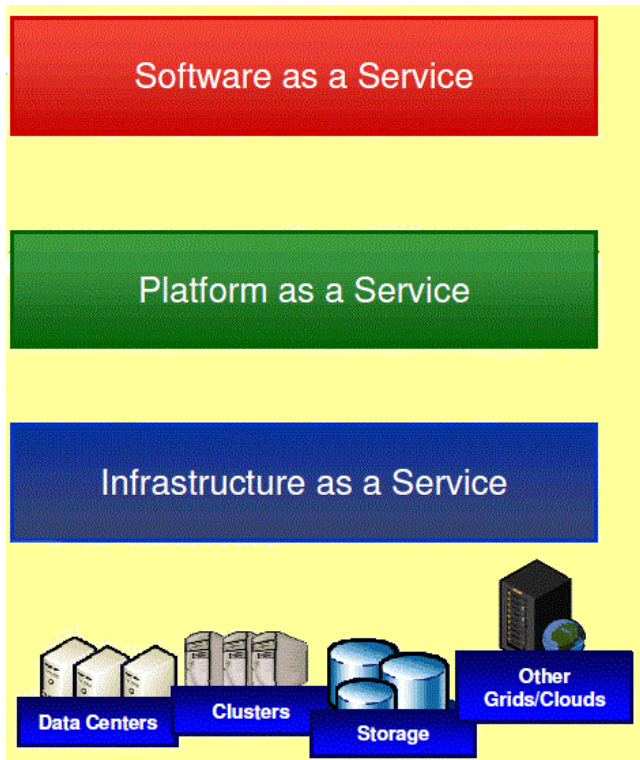 Software as a Service
Platform as a Service
Infrastructure as a Service
Data Centers
Clusters
Storage
Other
Grids/Clouds